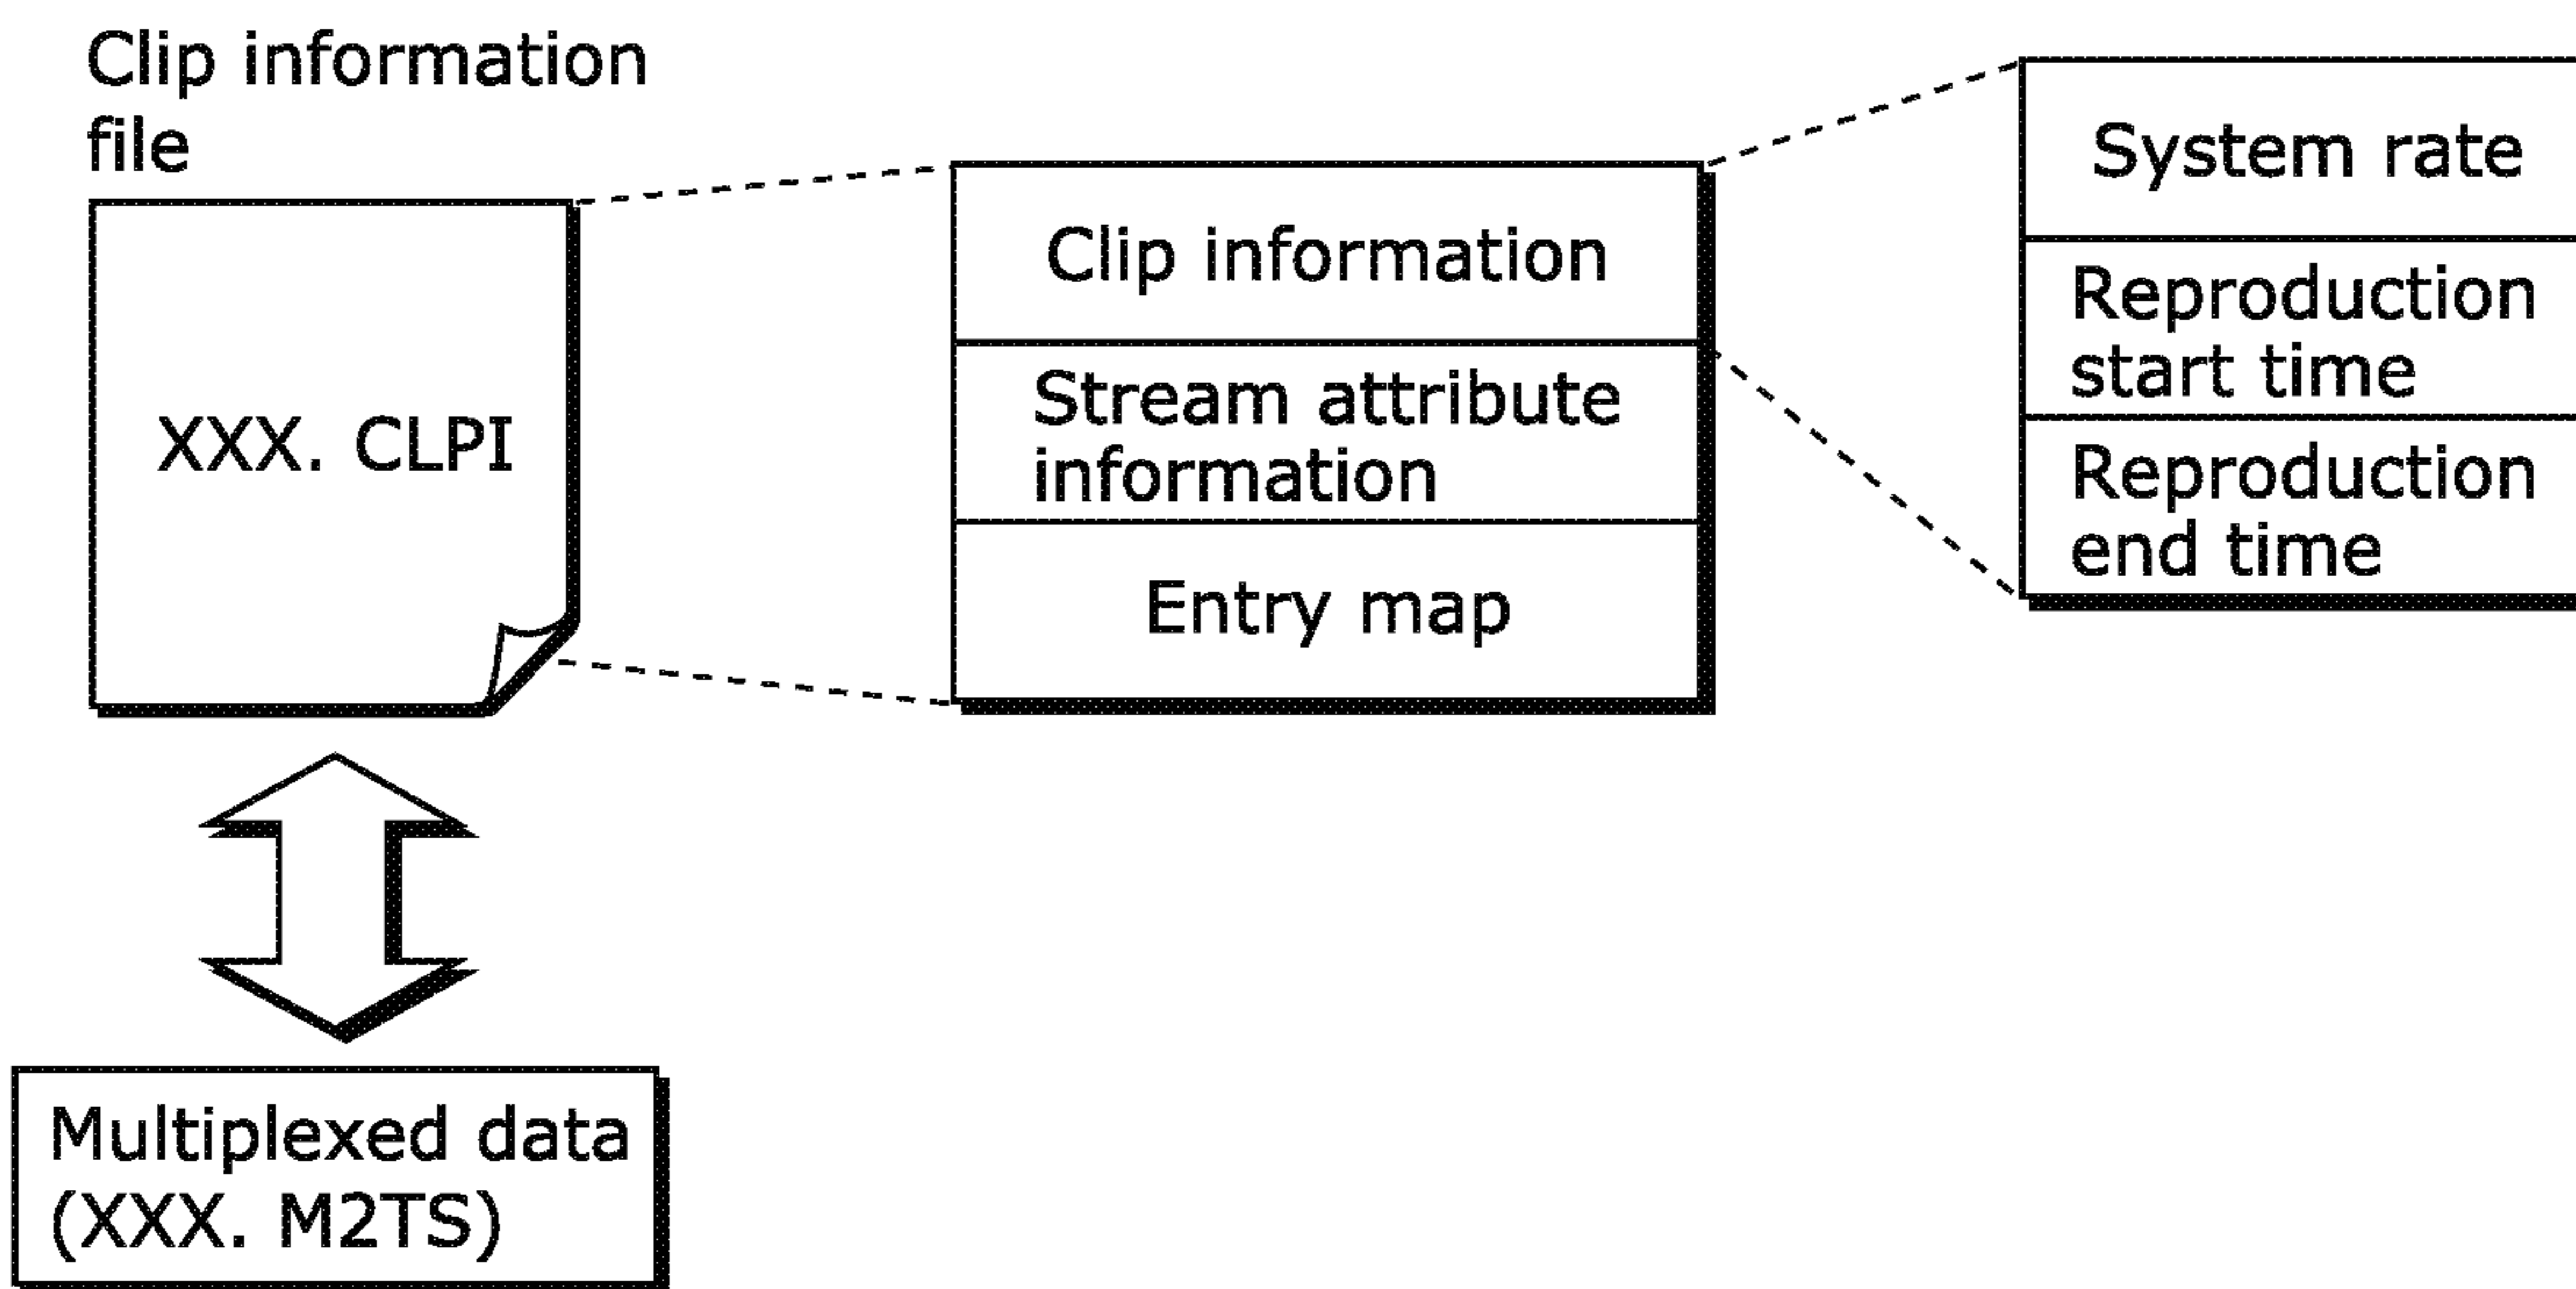 Clip information
file
XXX. CLPI
Clip information
Stream attribute
information
Entry map
System rate
Reproduction
start time
Reproduction
end time
Multiplexed data
(XXX. M2TS)